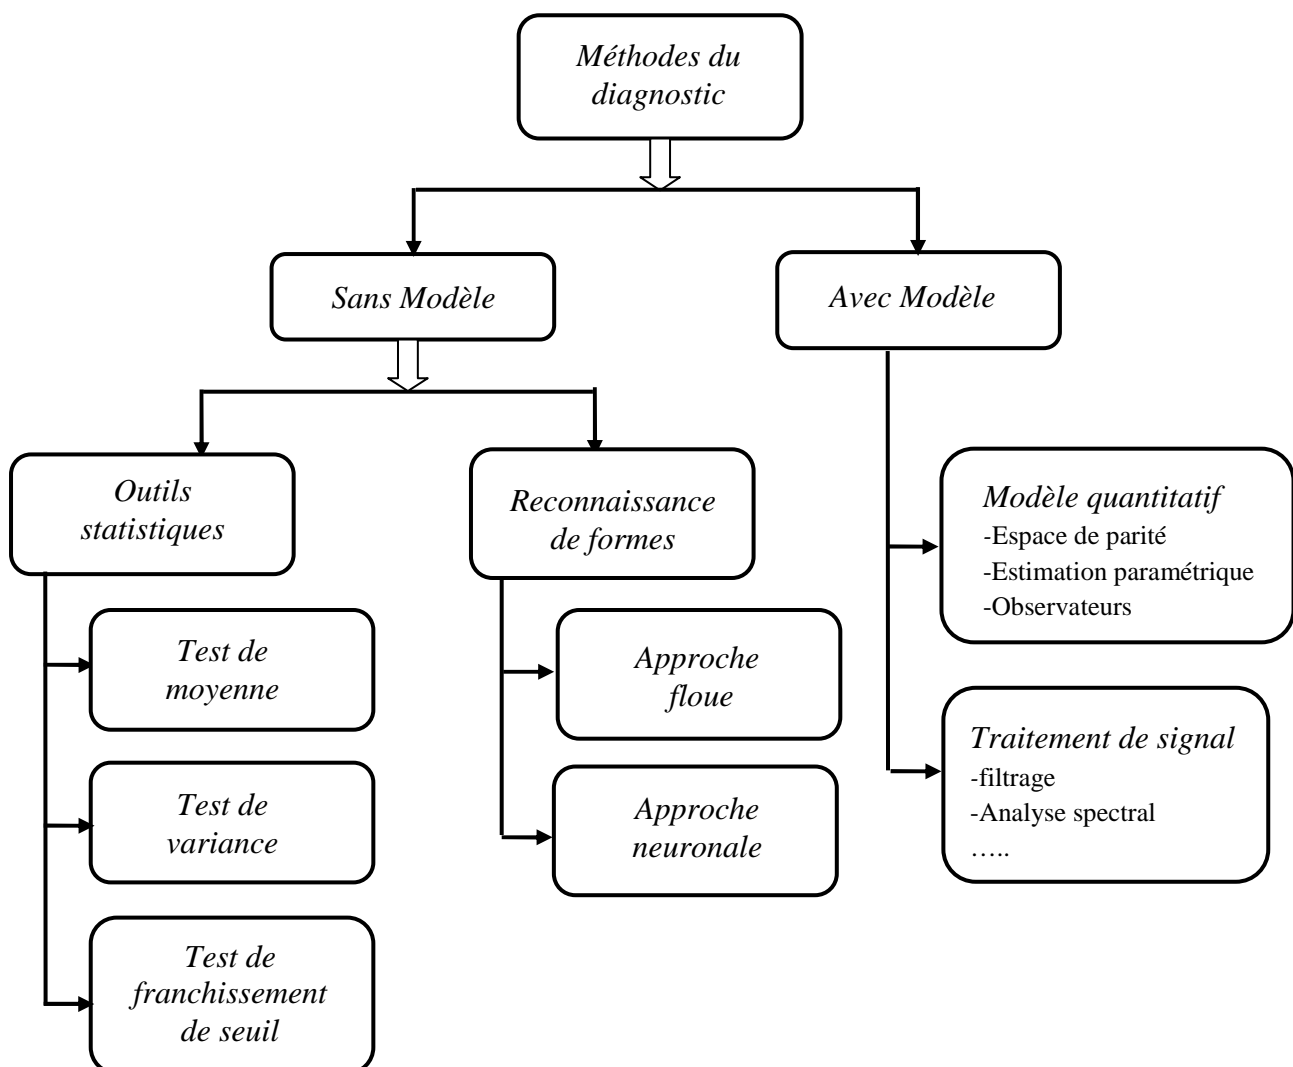 Méthodes du
diagnostic
Sans Modèle
Avec Modèle
Outils
statistiques
Reconnaissance
de formes
Modèle quantitatif
-Espace de parité
-Estimation paramétrique
-Observateurs
Test de
moyenne
Approche
floue
Traitement de signal
-filtrage
-Analyse spectral
…..
Test de
variance
Approche
neuronale
Test de
franchissement
de seuil